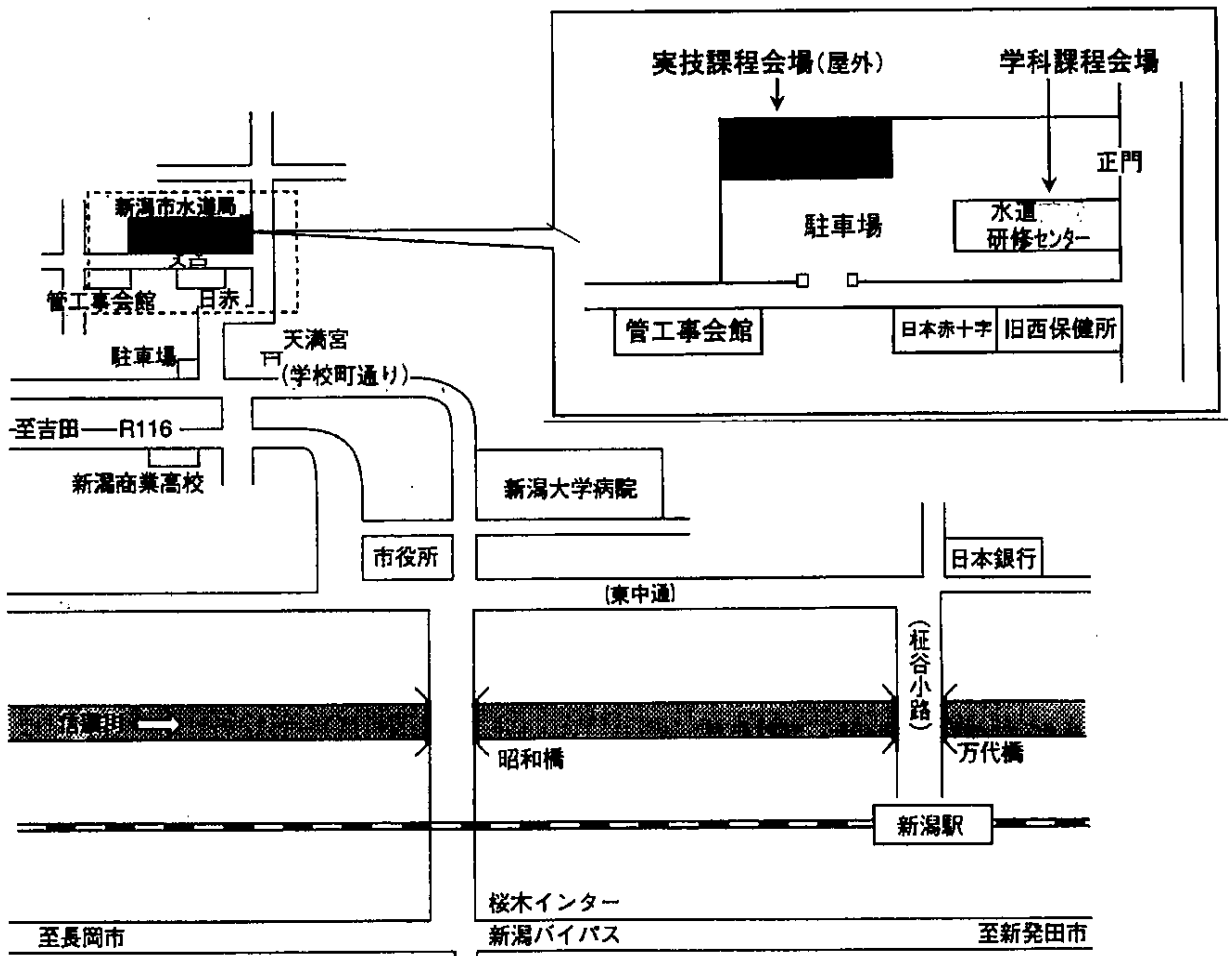 実技課程会場(屋外)
学科課程会場
正門
水道
研修センター
駐車場
管工事会館
日本赤十字
旧西保健所
新潟市水道局
管工事会館
日赤
駐車場
天満宮
(学校町通り)
至吉田
R116
新潟商業高校
新潟大学病院
市役所
日本銀行
(東中通)
(柾谷小路)
昭和橋
万代橋
新潟駅
桜木インター
至長岡市
新潟バイパス
至新発田市